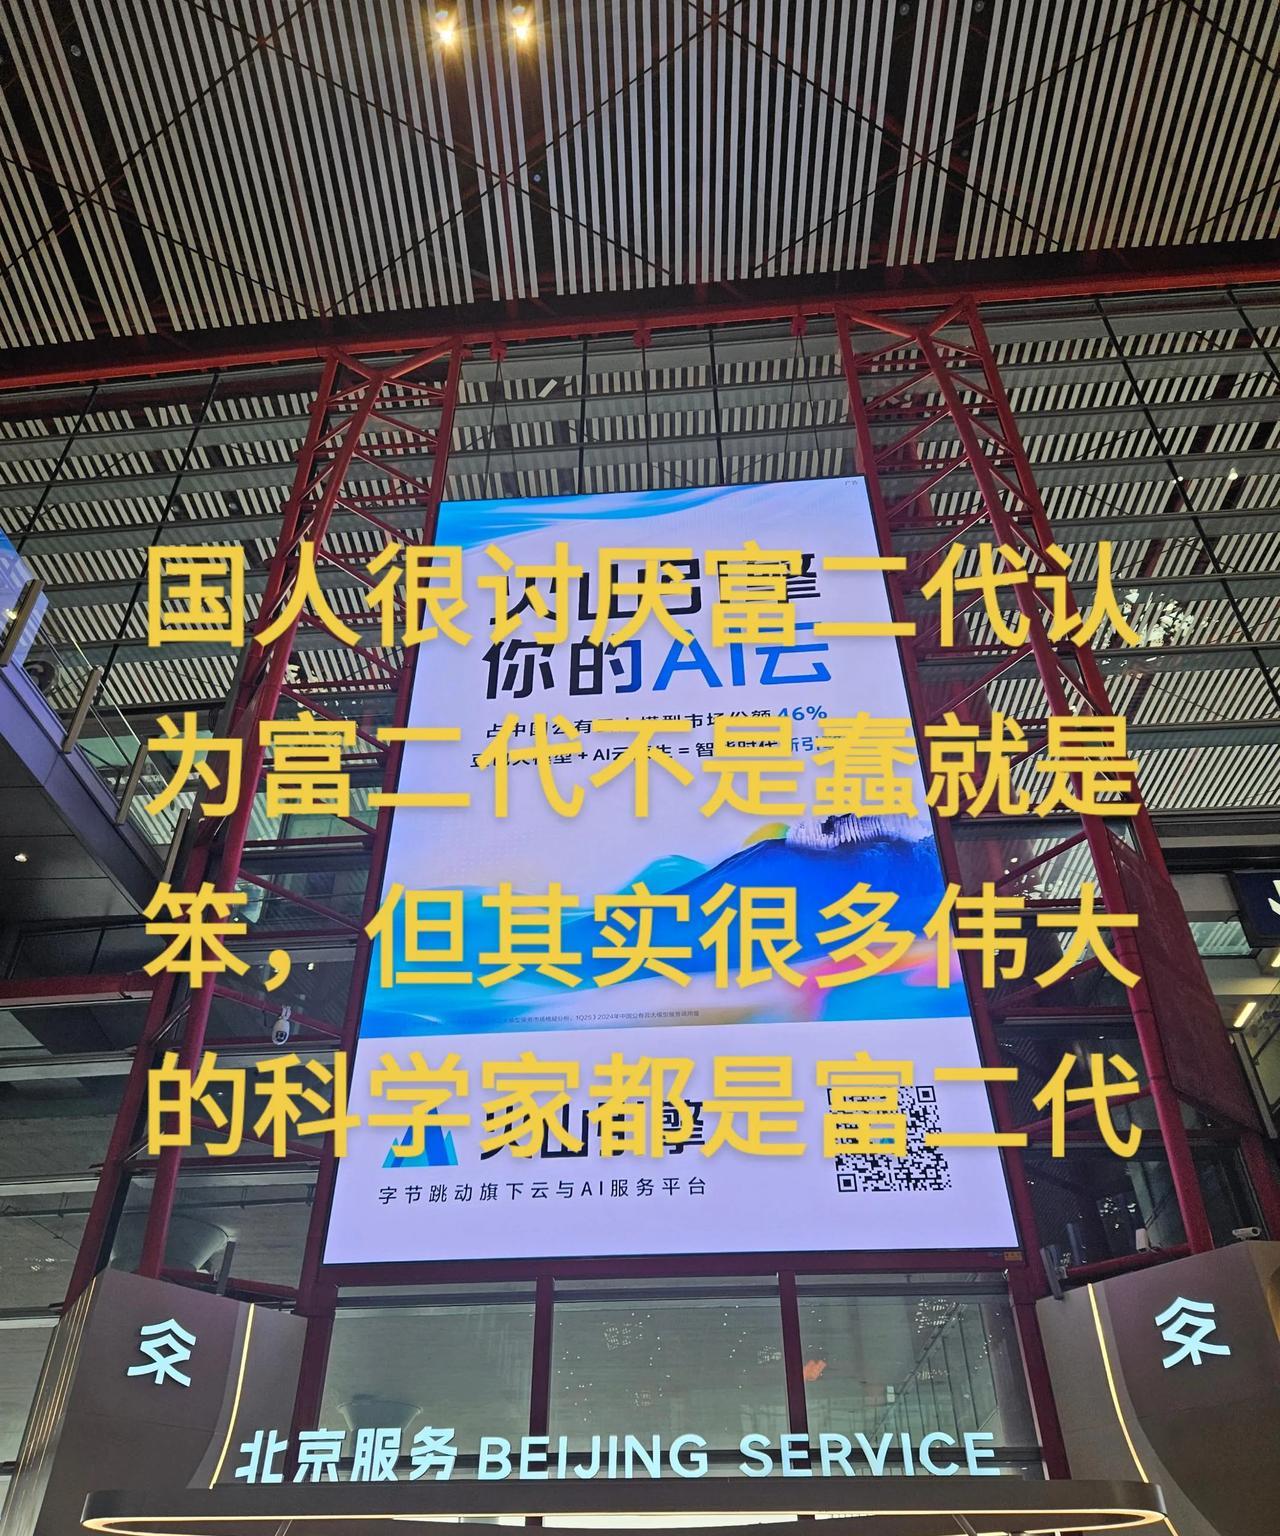 广告
国人很讨厌富二代认
你的AI云
46%
为富二代不是蠢就是
笨，但其实很多伟大
的科学家都是富二代
字节跳动旗下云与AI服务平台
北京服务 BEIJING SERVICE